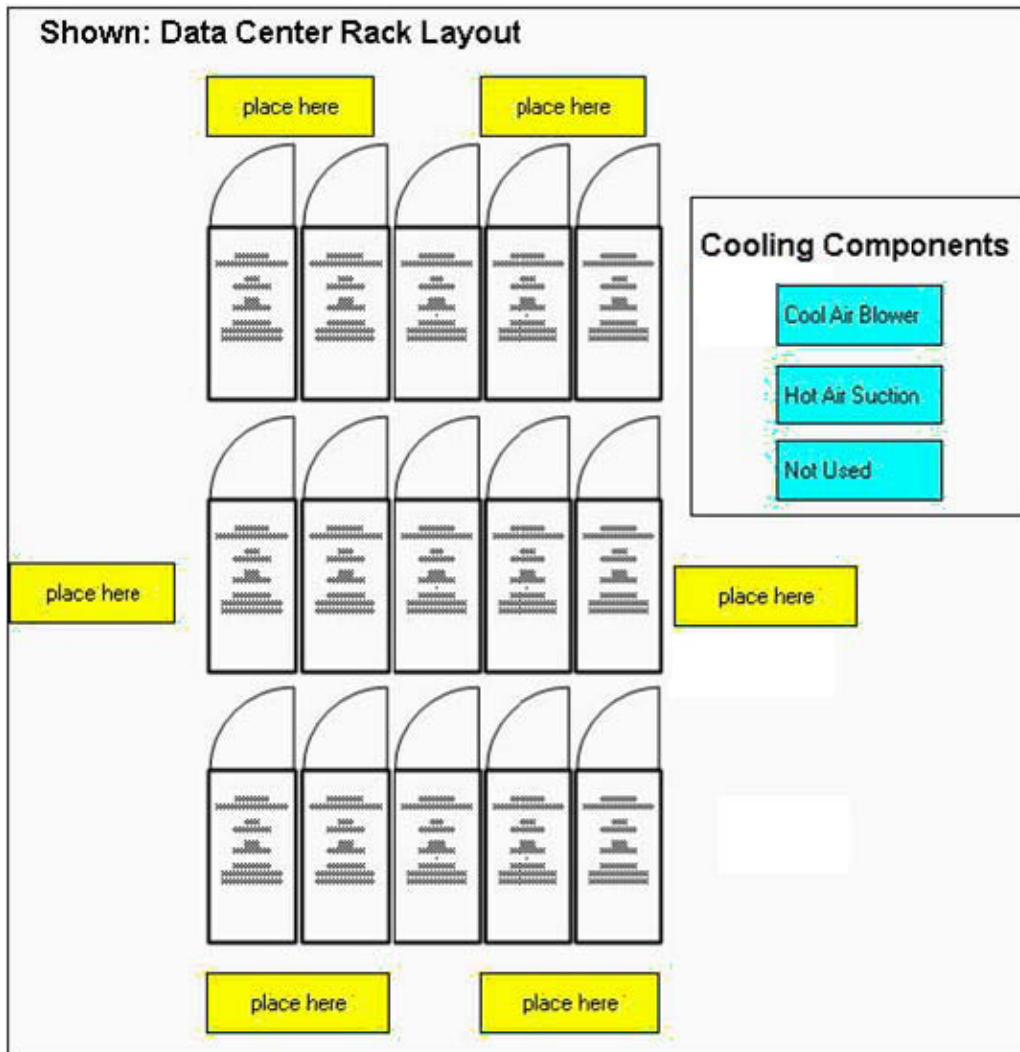 Shown: Data Center Rack Layout
place here
place here
Cooling Components
Cool Air Blower
Hot Air Suction
Not Used
place here
place here
place here
place here